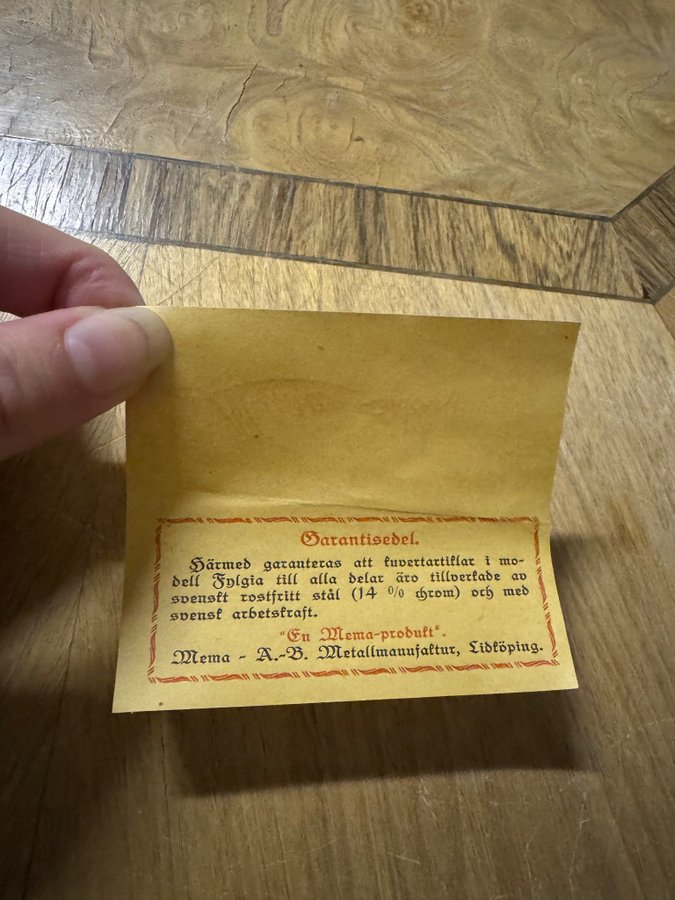 Garantisedel.
Härmed garanteras att kuvertartiklar i mo-
dell Fylgia till alla delar äro tillverkade av
svenskt rostfritt stål (14 % chrom) och med
svensk arbetskraft.
"En Mema-produkt".
Mema - A.-B. Metallmanufaktur, Lidköping.